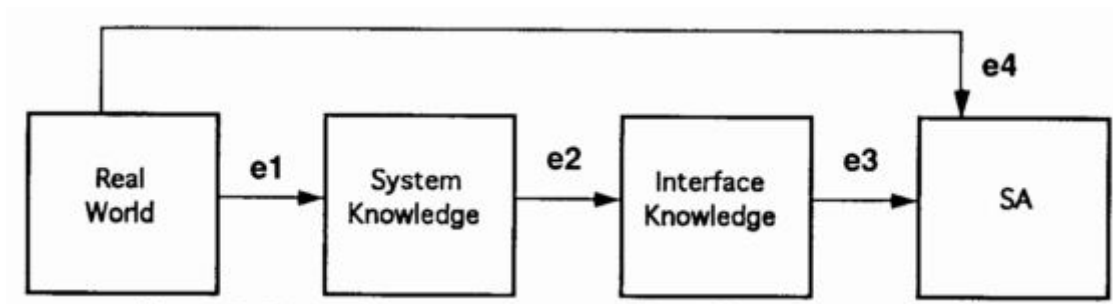 e4
Real
World
e1
System
Knowledge
e2
Interface
Knowledge
e3
SA